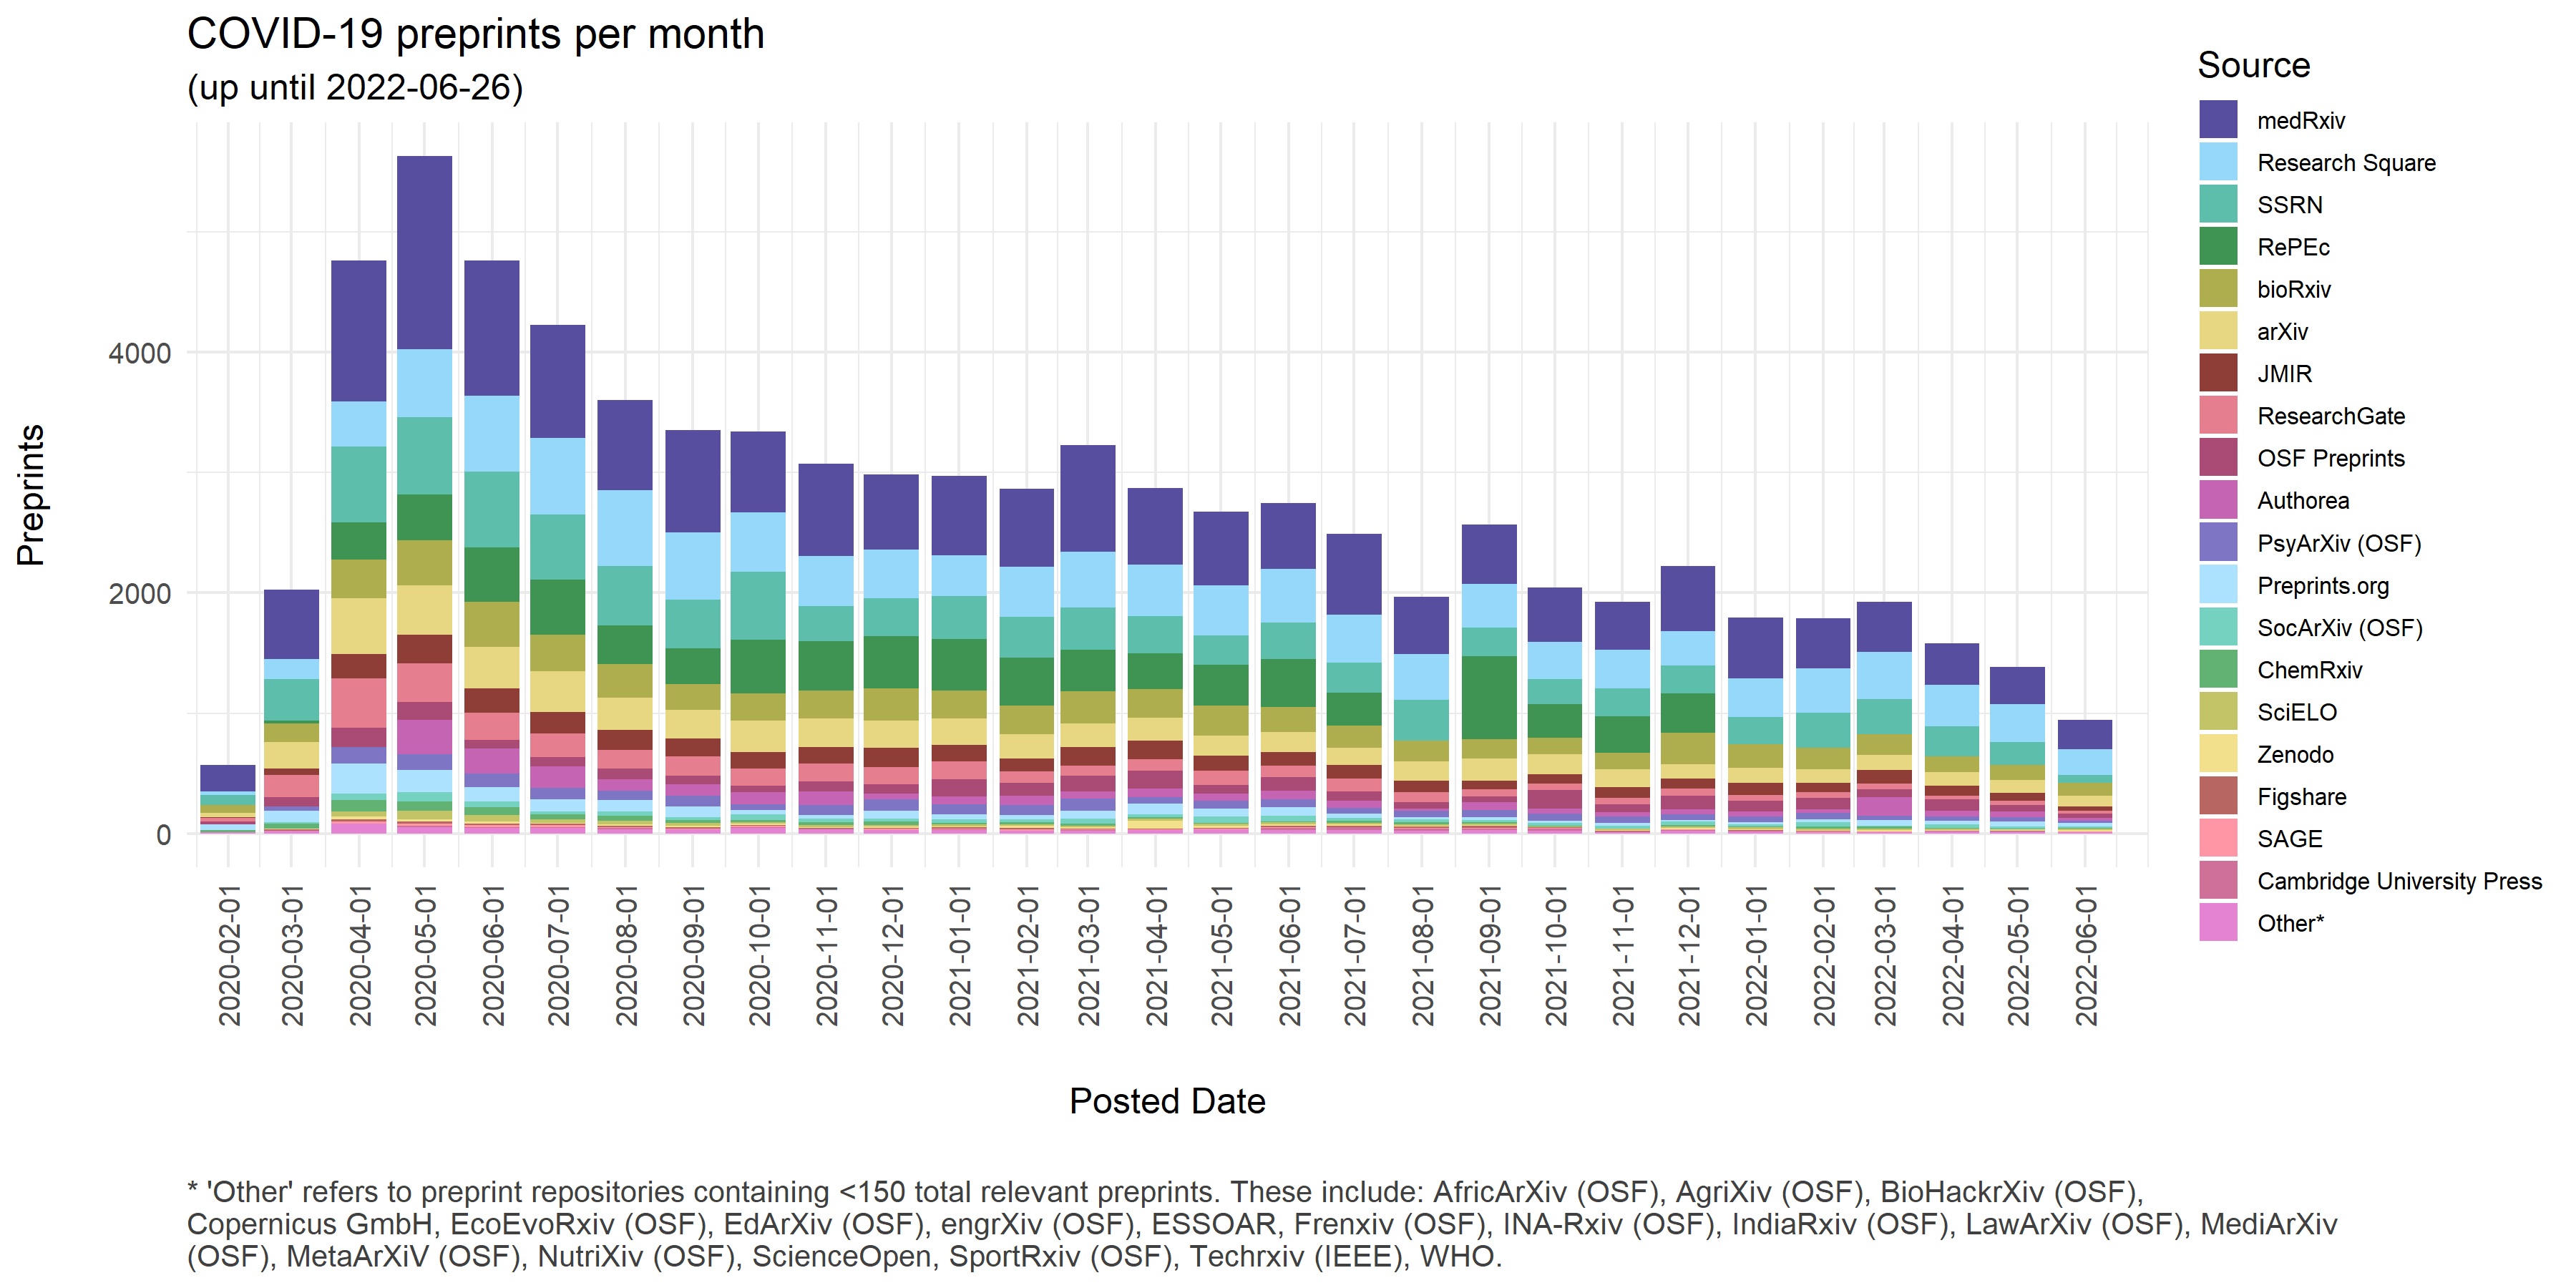 COVID-19 preprints per month
(up until 2022-06-26)
Source
medRxiv
Research Square
SSRN
RePEc
bioRxiv
arXiv
JMIR
ResearchGate
OSF Preprints
Authorea
PsyArXiv (OSF)
Preprints.org
SocArXiv (OSF)
ChemRxiv
SciELO
Zenodo
Figshare
SAGE
Cambridge University Press
Other*
Preprints
4000
2000
0
2020-02-01
2020-03-01
2020-04-01
2020-05-01
2020-06-01
2020-07-01
2020-08-01
2020-09-01
2020-10-01
2020-11-01
2020-12-01
2021-01-01
2021-02-01
2021-03-01
2021-04-01
2021-05-01
2021-06-01
2021-07-01
2021-08-01
2021-09-01
2021-10-01
2021-11-01
2021-12-01
2022-01-01
2022-02-01
2022-03-01
2022-04-01
2022-05-01
2022-06-01
Posted Date
* 'Other' refers to preprint repositories containing <150 total relevant preprints. These include: AfricArXiv (OSF), AgriXiv (OSF), BioHackrXiv (OSF),
Copernicus GmbH, EcoEvoRxiv (OSF), EdArXiv (OSF), engrXiv (OSF), ESSOAR, Frenxiv (OSF), INA-Rxiv (OSF), IndiaRxiv (OSF), LawArXiv (OSF), MediArXiv
(OSF), MetaArXiV (OSF), NutriXiv (OSF), ScienceOpen, SportRxiv (OSF), Techrxiv (IEEE), WHO.